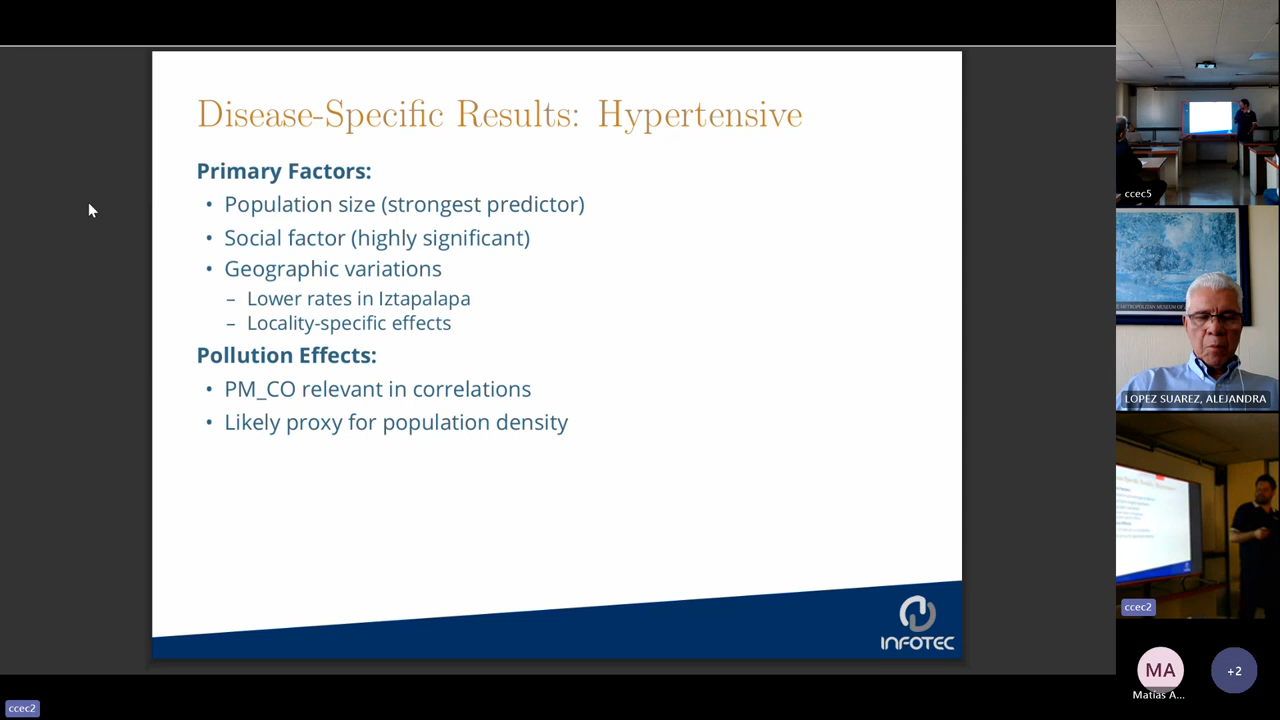 Disease-Specific Results: Hypertensive
Primary Factors:
• Population size (strongest predictor)
• Social factor (highly significant)
• Geographic variations
– Lower rates in Iztapalapa
– Locality-specific effects
Pollution Effects:
• PM_CO relevant in correlations
• Likely proxy for population density
INFOTEC
ccec5
LOPEZ SUAREZ, ALEJANDRA
ccec2
MA
Matías A...
+2
ccec2